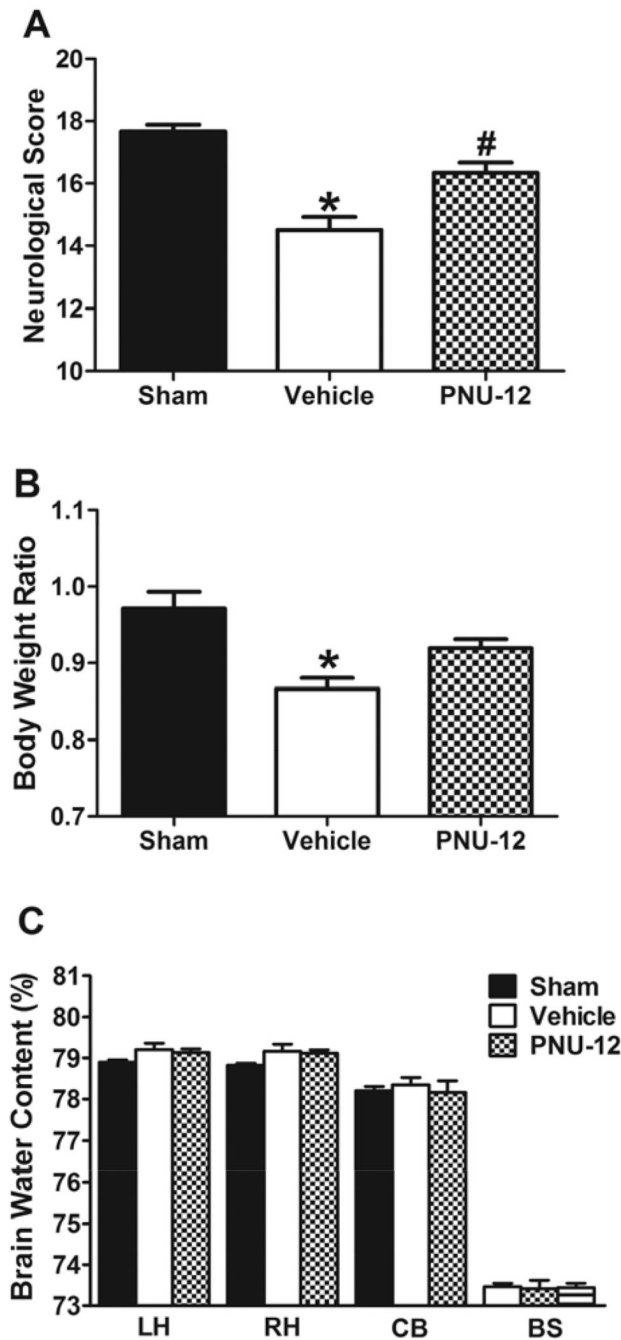 A
Neurological Score
20
18
16
14
12
10
*
#
Sham Vehicle PNU-12
B
Body Weight Ratio
1.1
1.0
0.9
0.8
0.7
*
Sham Vehicle PNU-12
C
Brain Water Content (%)
81
80
79
78
77
76
75
74
73
Sham
Vehicle
PNU-12
LH RH CB BS